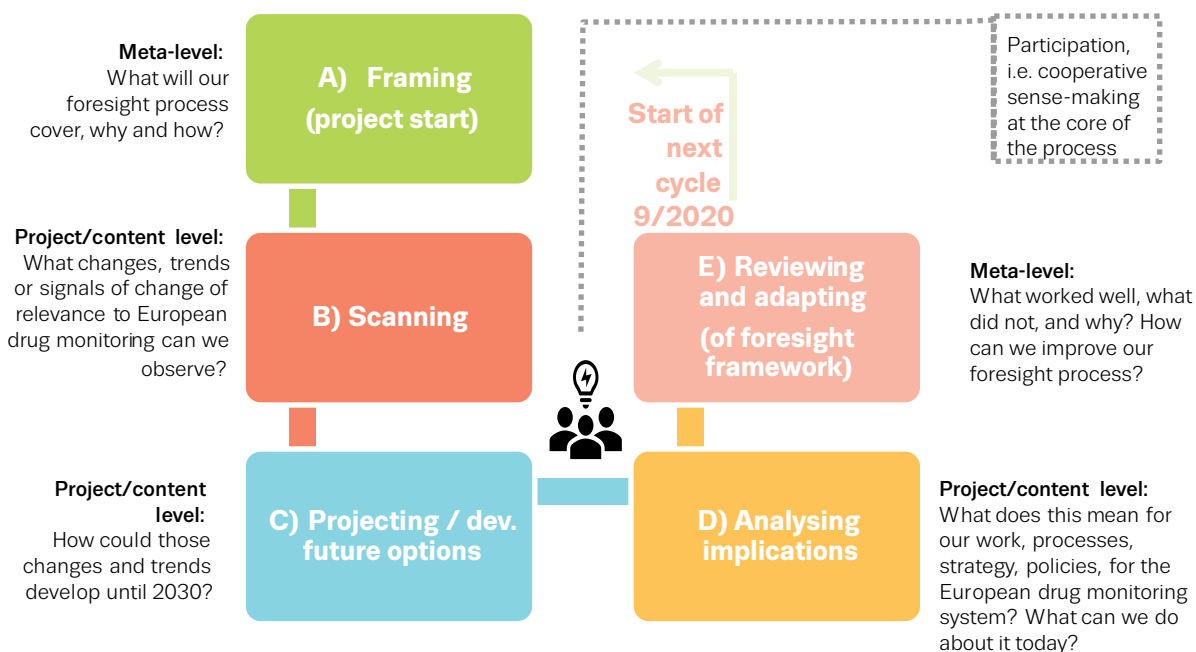 Meta-level:
What will our
foresight process
cover, why and how?
A) Framing
(project start)
Project/content level:
What changes, trends
or signals of change of
relevance to European
drug monitoring can we
observe?
B) Scanning
Project/content
level:
How could those
changes and trends
develop until 2030?
C) Projecting / dev.
future options
D) Analysing
implications
Project/content level:
What does this mean for
our work, processes,
strategy, policies, for the
European drug monitoring
system? What can we do
about it today?
E) Reviewing
and adapting
(of foresight
framework)
Meta-level:
What worked well, what
did not, and why? How
can we improve our
foresight process?
Start of
next
cycle
9/2020
Participation,
i.e. cooperative
sense-making
at the core of
the process